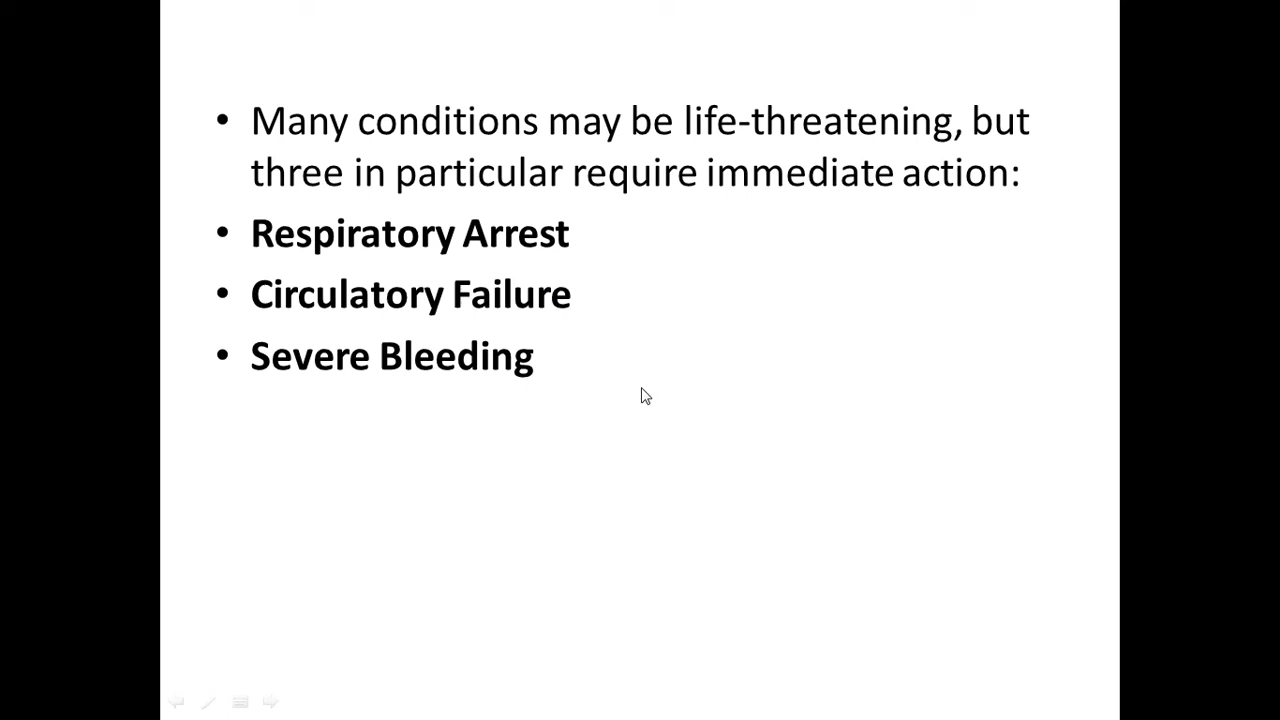 • Many conditions may be life-threatening, but
three in particular require immediate action:
• Respiratory Arrest
• Circulatory Failure
• Severe Bleeding